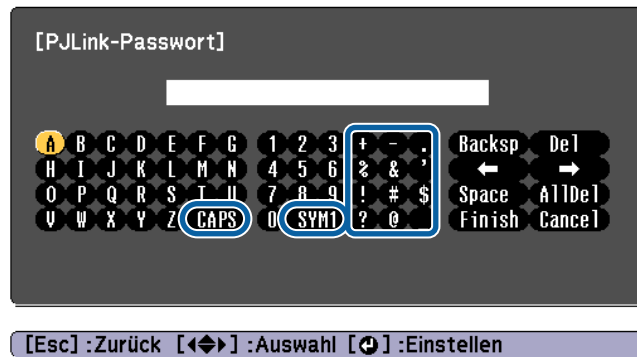 [PJLink-Passwort]
A B C D E F G 1 2 3 + - . Backsp Del
H I J K L M N 4 5 6 % & ' ← →
O P Q R S T U 7 8 9 ! # $ Space AllDel
V W X Y Z CAPS 0 SYM1 ? @ Finish Cancel
[Esc] :Zurück [◀◆▶] :Auswahl [⏎] :Einstellen